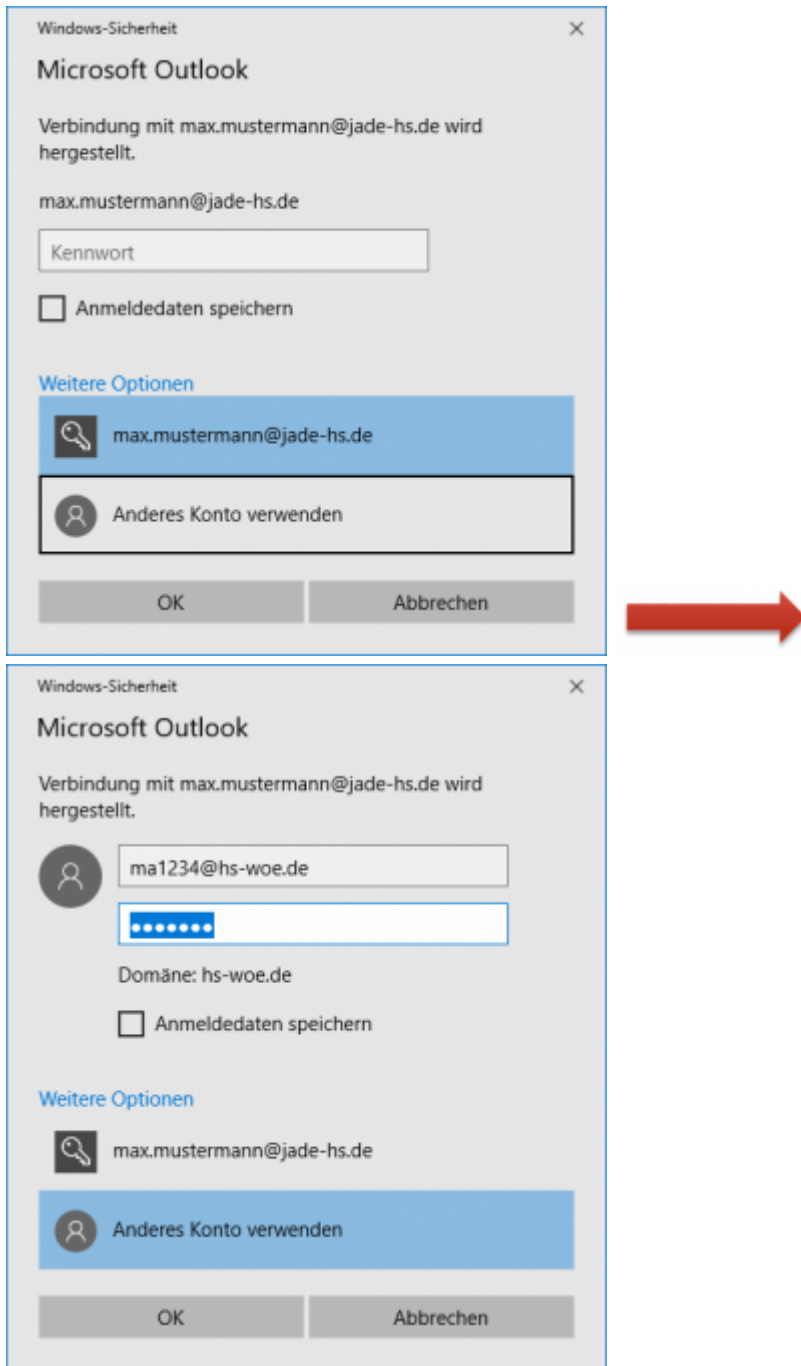 Windows-Sicherheit
Microsoft Outlook
Verbindung mit max.mustermann@jade-hs.de wird
hergestellt.
max.mustermann@jade-hs.de
Kennwort
Anmeldedaten speichern
Weitere Optionen
max.mustermann@jade-hs.de
Anderes Konto verwenden
OK Abbrechen
Windows-Sicherheit
Microsoft Outlook
Verbindung mit max.mustermann@jade-hs.de wird
hergestellt.
ma1234@hs-woe.de
Domäne: hs-woe.de
Anmeldedaten speichern
Weitere Optionen
max.mustermann@jade-hs.de
Anderes Konto verwenden
OK Abbrechen